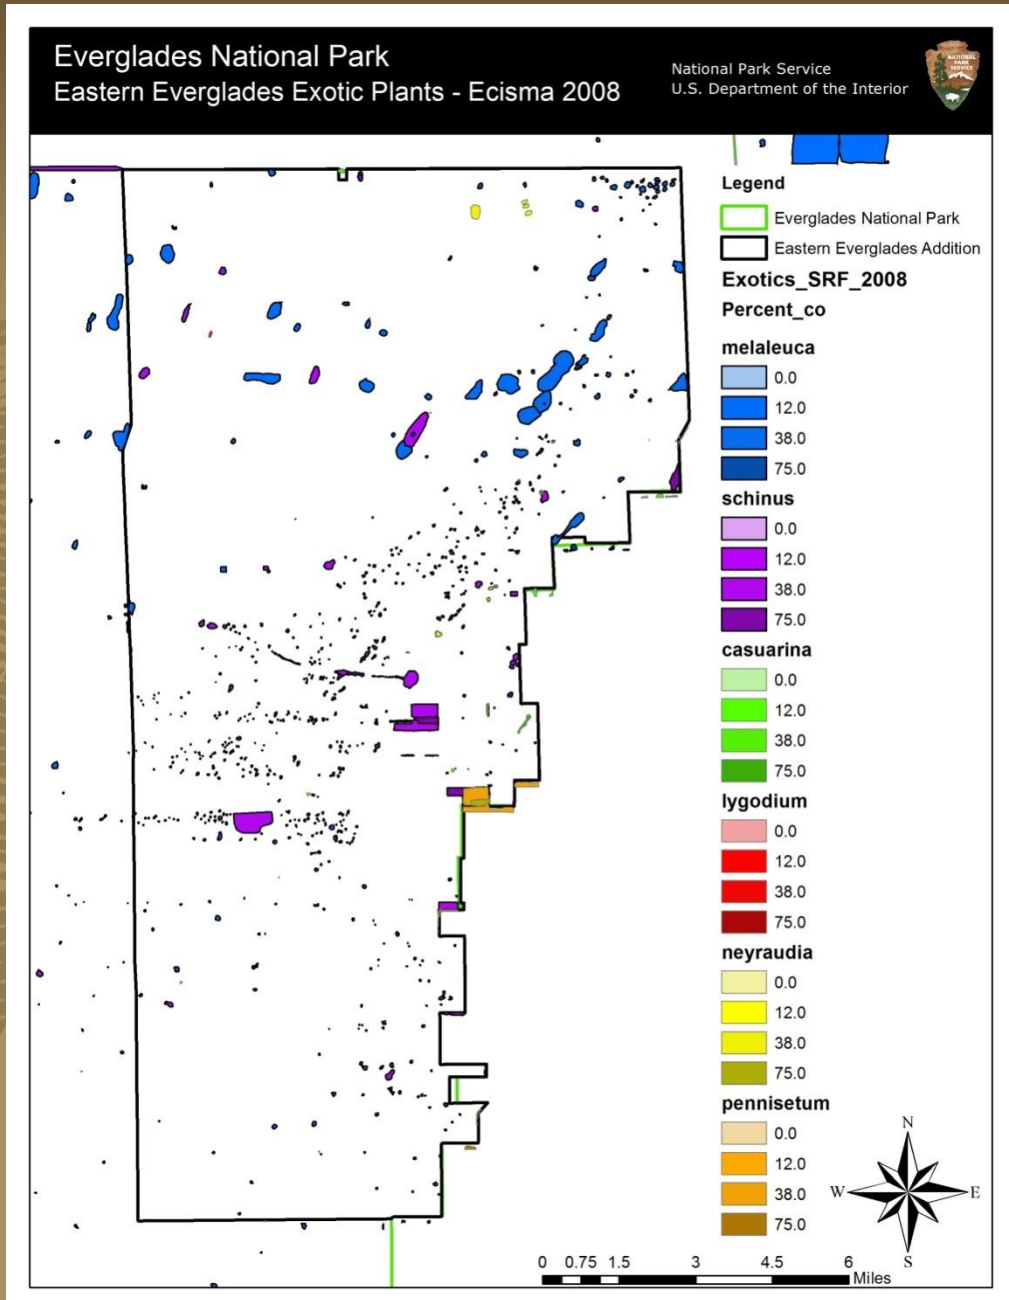 Everglades National Park
Eastern Everglades Exotic Plants - Ecisma 2008
National Park Service
U.S. Department of the Interior
NATIONAL
PARK
SERVICE
Legend
Everglades National Park
Eastern Everglades Addition
Exotics_SRF_2008
Percent_co
melaleuca
0.0
12.0
38.0
75.0
schinus
0.0
12.0
38.0
75.0
casuarina
0.0
12.0
38.0
75.0
lygodium
0.0
12.0
38.0
75.0
neyraudia
0.0
12.0
38.0
75.0
pennisetum
0.0
12.0
38.0
75.0
N
W E
S
0 0.75 1.5 3 4.5 6
Miles